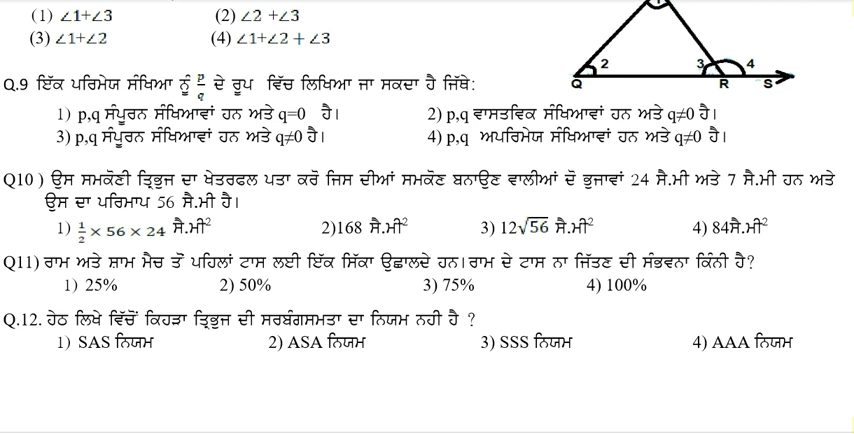 (1) ∠1+∠3 (2) ∠2 +∠3
(3) ∠1+∠2 (4) ∠1+∠2 + ∠3
2 3 4
Q R S
Q.9 ਇੱਕ ਪਰਿਮੇਯ ਸੰਖਿਆ ਨੂੰ p/q ਦੇ ਰੂਪ ਵਿੱਚ ਲਿਖਿਆ ਜਾ ਸਕਦਾ ਹੈ ਜਿੱਥੇ:
1) p,q ਸੰਪੂਰਨ ਸੰਖਿਆਵਾਂ ਹਨ ਅਤੇ q=0 ਹੈ। 2) p,q ਵਾਸਤਵਿਕ ਸੰਖਿਆਵਾਂ ਹਨ ਅਤੇ q≠0 ਹੈ।
3) p,q ਸੰਪੂਰਨ ਸੰਖਿਆਵਾਂ ਹਨ ਅਤੇ q≠0 ਹੈ। 4) p,q ਅਪਰਿਮੇਯ ਸੰਖਿਆਵਾਂ ਹਨ ਅਤੇ q≠0 ਹੈ।
Q10 ) ਉਸ ਸਮਕੋਣੀ ਤ੍ਰਿਭੁਜ ਦਾ ਖੇਤਰਫਲ ਪਤਾ ਕਰੋ ਜਿਸ ਦੀਆਂ ਸਮਕੋਣ ਬਨਾਉਣ ਵਾਲੀਆਂ ਦੋ ਭੁਜਾਵਾਂ 24 ਸੈ.ਮੀ ਅਤੇ 7 ਸੈ.ਮੀ ਹਨ ਅਤੇ
ਉਸ ਦਾ ਪਰਿਮਾਪ 56 ਸੈ.ਮੀ ਹੈ।
1) 1/2 × 56 × 24 ਸੈ.ਮੀ² 2)168 ਸੈ.ਮੀ² 3) 12√56 ਸੈ.ਮੀ² 4) 84ਸੈ.ਮੀ²
Q11) ਰਾਮ ਅਤੇ ਸ਼ਾਮ ਮੈਚ ਤੋਂ ਪਹਿਲਾਂ ਟਾਸ ਲਈ ਇੱਕ ਸਿੱਕਾ ਉਛਾਲਦੇ ਹਨ। ਰਾਮ ਦੇ ਟਾਸ ਨਾ ਜਿੱਤਣ ਦੀ ਸੰਭਵਨਾ ਕਿੰਨੀ ਹੈ?
1) 25% 2) 50% 3) 75% 4) 100%
Q.12. ਹੇਠ ਲਿਖੇ ਵਿੱਚੋਂ ਕਿਹੜਾ ਤ੍ਰਿਭੁਜ ਦੀ ਸਰਬੰਗਸਮਤਾ ਦਾ ਨਿਯਮ ਨਹੀ ਹੈ ?
1) SAS ਨਿਯਮ 2) ASA ਨਿਯਮ 3) SSS ਨਿਯਮ 4) AAA ਨਿਯਮ